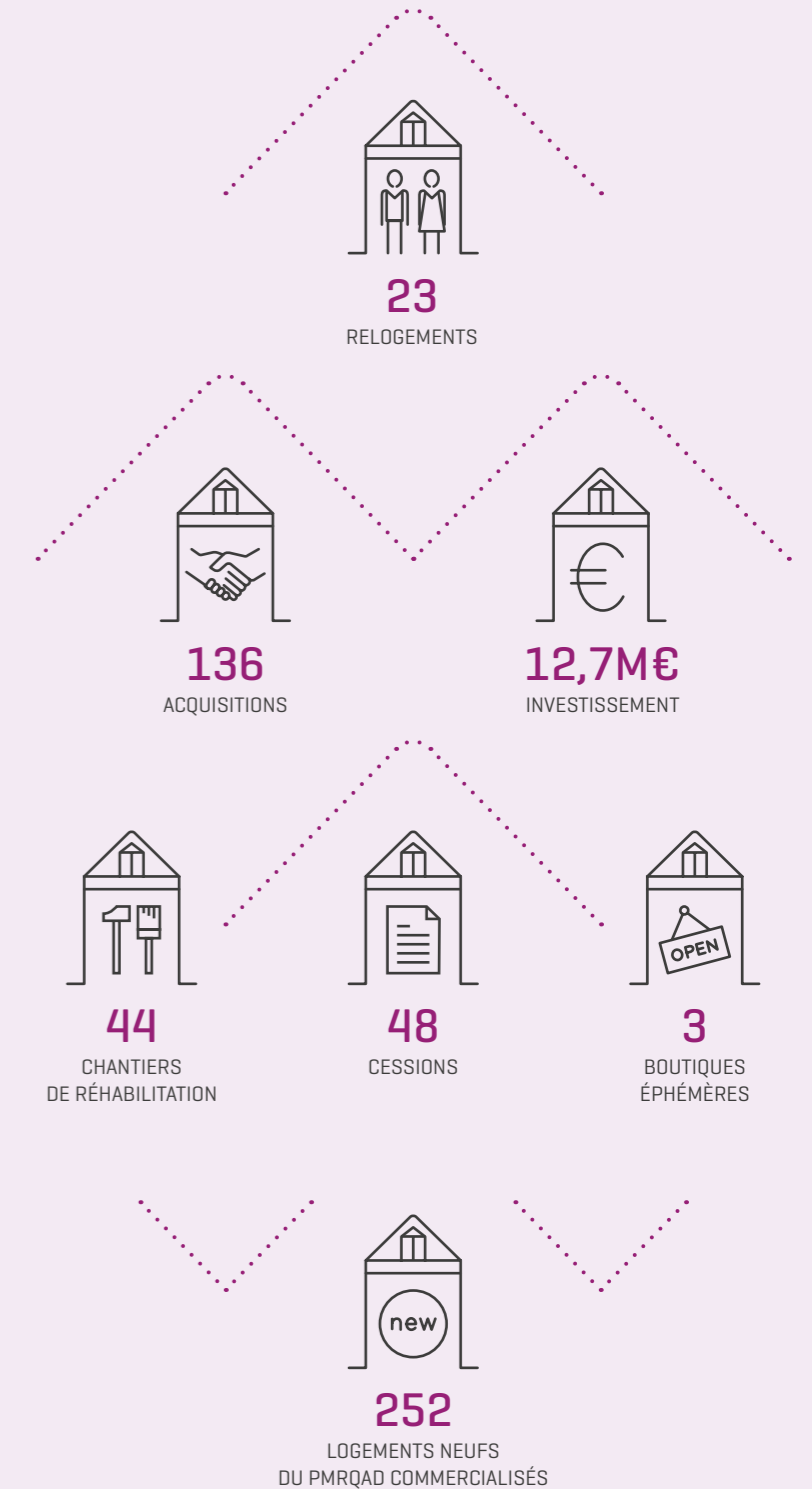 23
RELOGEMENTS
136
ACQUISITIONS
12,7M€
INVESTISSEMENT
44
CHANTIERS
DE RÉHABILITATION
48
CESSIONS
OPEN
3
BOUTIQUES
ÉPHÉMÈRES
new
252
LOGEMENTS NEUFS
DU PMRQAD COMMERCIALISÉS